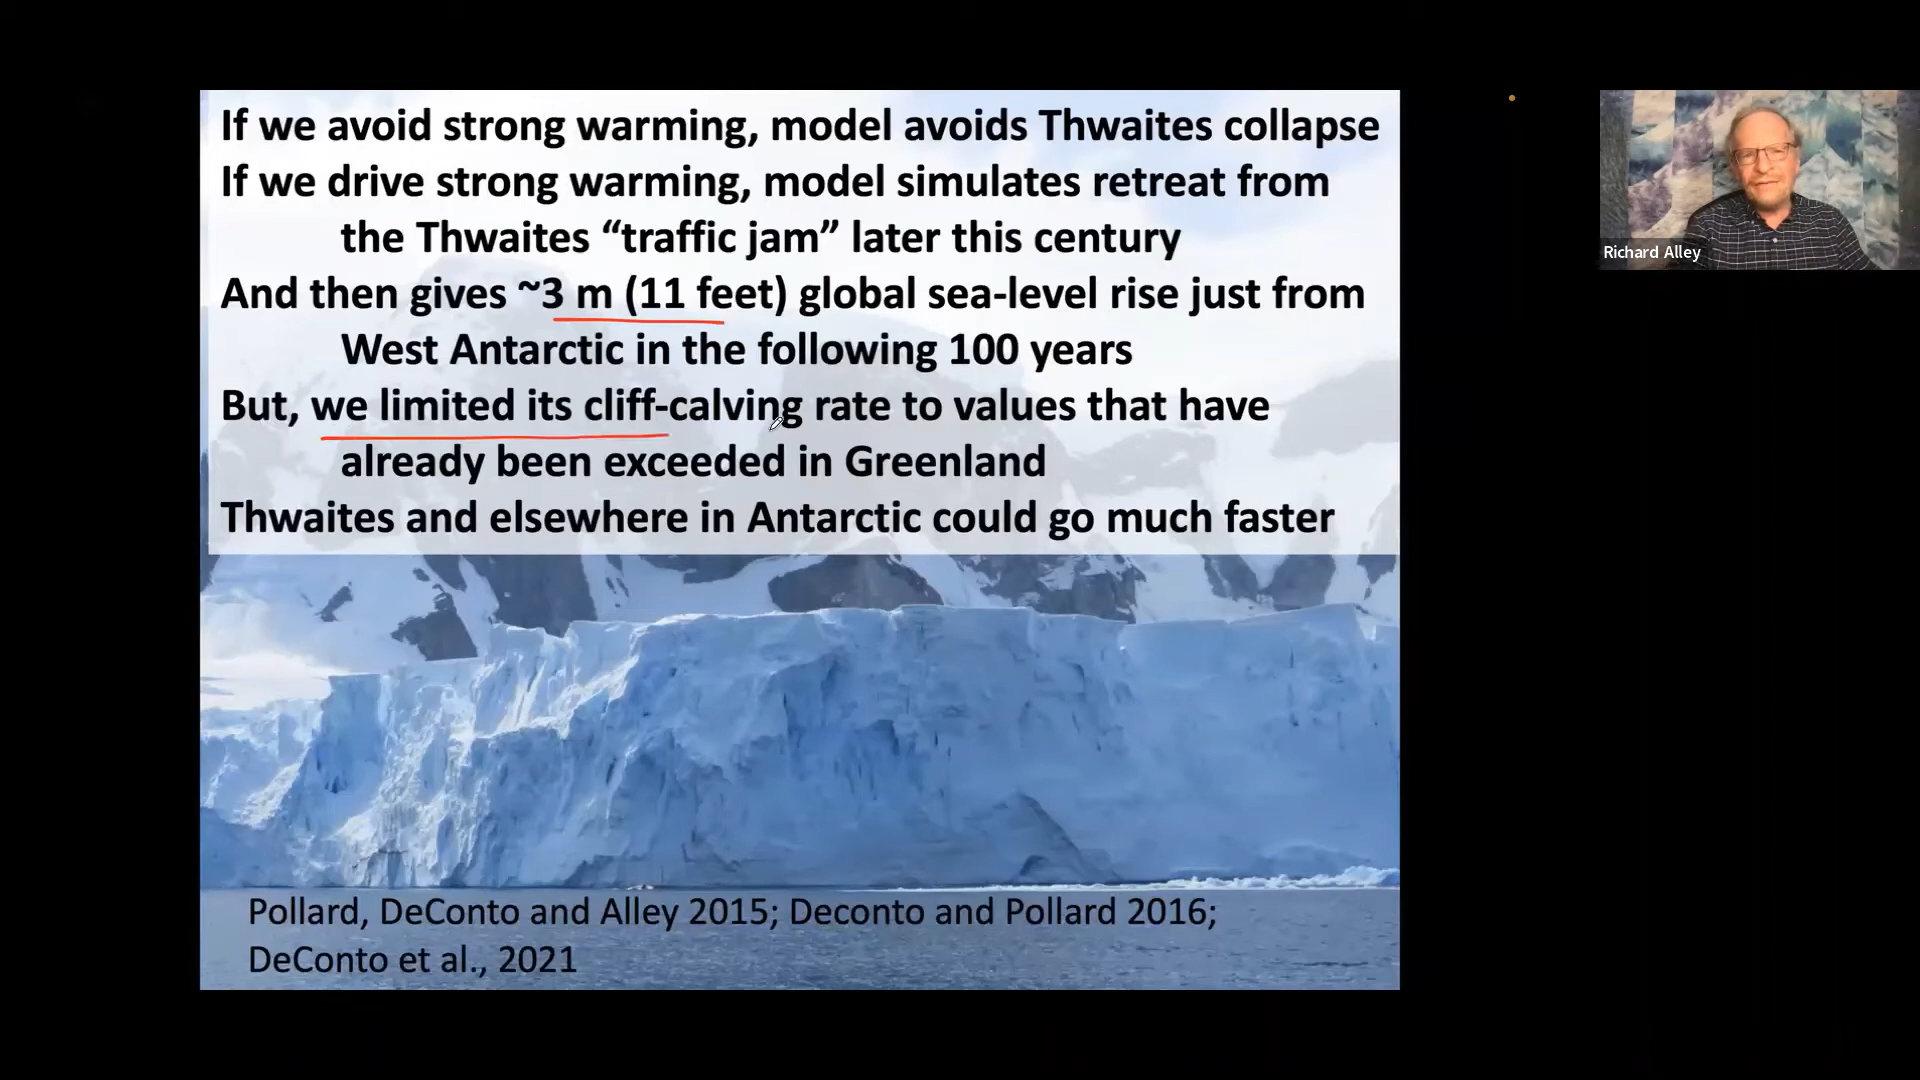 If we avoid strong warming, model avoids Thwaites collapse
If we drive strong warming, model simulates retreat from
the Thwaites “traffic jam” later this century
And then gives ~3 m (11 feet) global sea-level rise just from
West Antarctic in the following 100 years
But, we limited its cliff-calving rate to values that have
already been exceeded in Greenland
Thwaites and elsewhere in Antarctic could go much faster
Pollard, DeConto and Alley 2015; Deconto and Pollard 2016;
DeConto et al., 2021
Richard Alley